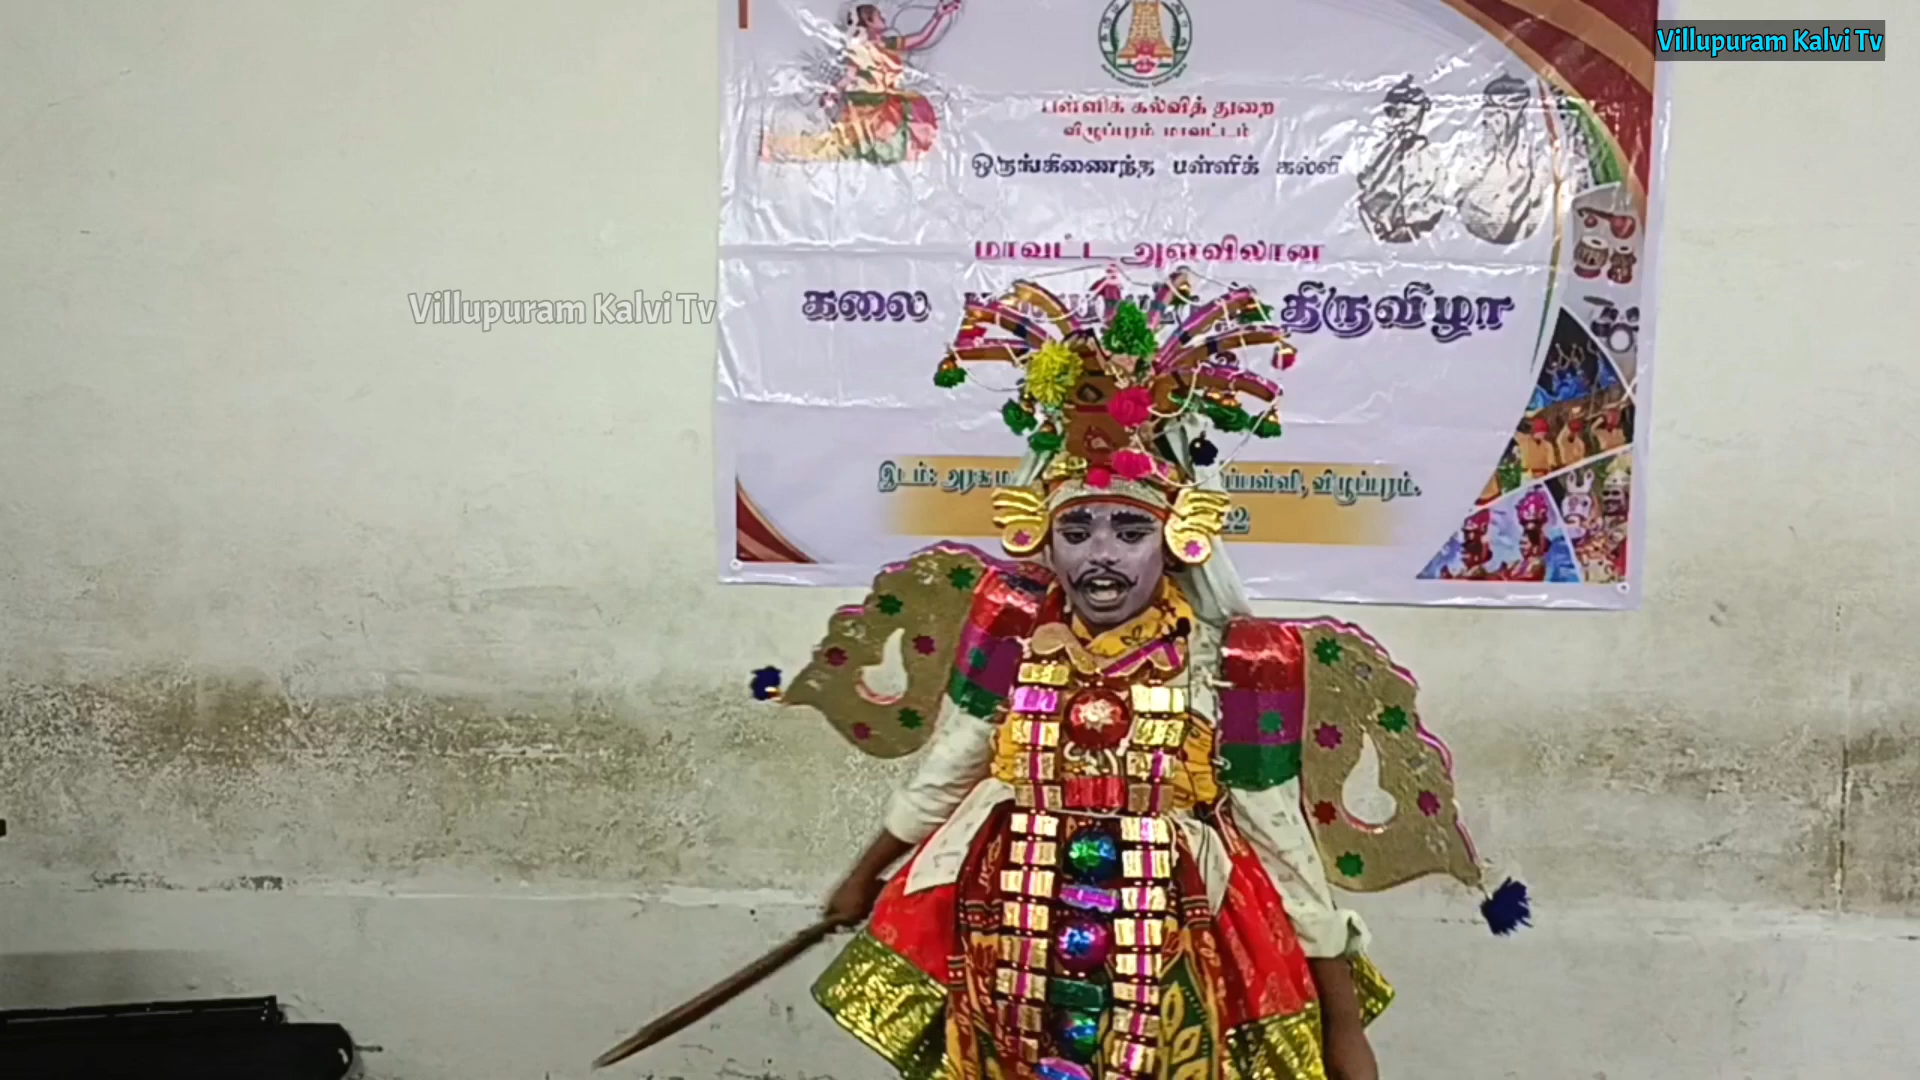 Villupuram Kalvi Tv
பள்ளிக் கல்வித் துறை
விழுப்புரம் மாவட்டம்
ஒருங்கிணைந்த பள்ளிக் கல்வி
மாவட்ட அளவிலான
கலை திருவிழா
Villupuram Kalvi Tv
இடம்: அரசு விழுப்புரம்.